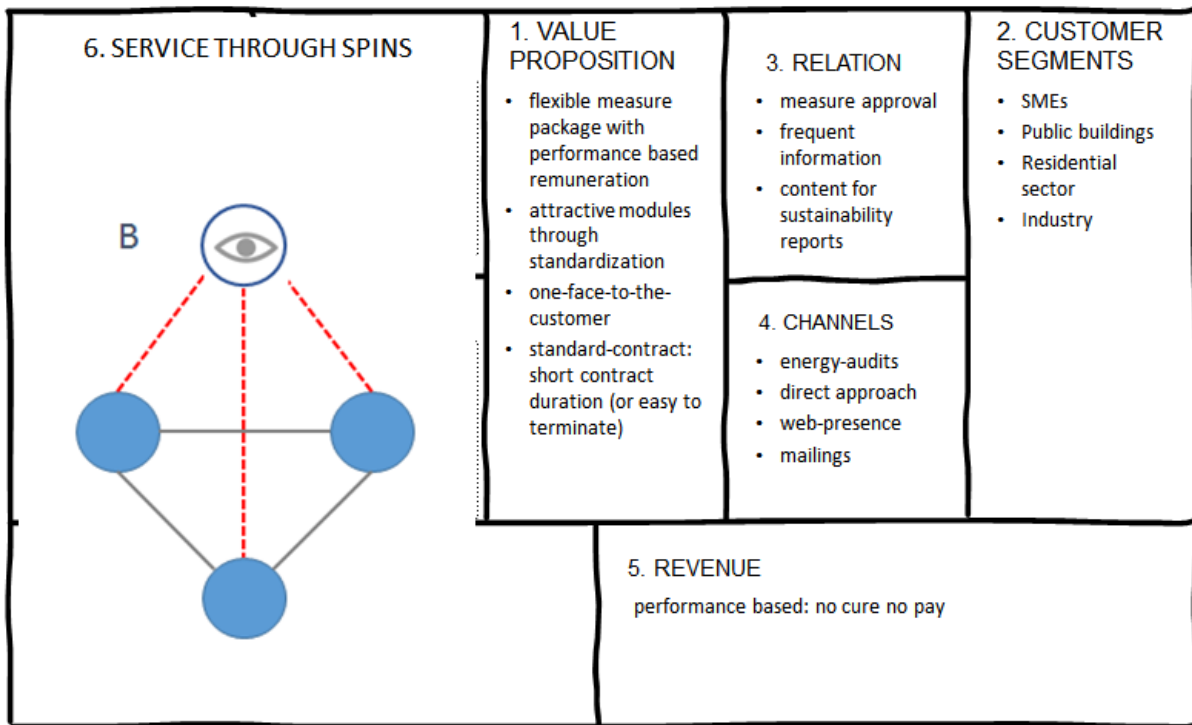 6. SERVICE THROUGH SPINS
B
1. VALUE
PROPOSITION
• flexible measure
package with
performance based
remuneration
• attractive modules
through
standardization
• one-face-to-the-
customer
• standard-contract:
short contract
duration (or easy to
terminate)
3. RELATION
• measure approval
• frequent
information
• content for
sustainability
reports
4. CHANNELS
• energy-audits
• direct approach
• web-presence
• mailings
2. CUSTOMER
SEGMENTS
• SMEs
• Public buildings
• Residential
sector
• Industry
5. REVENUE
performance based: no cure no pay